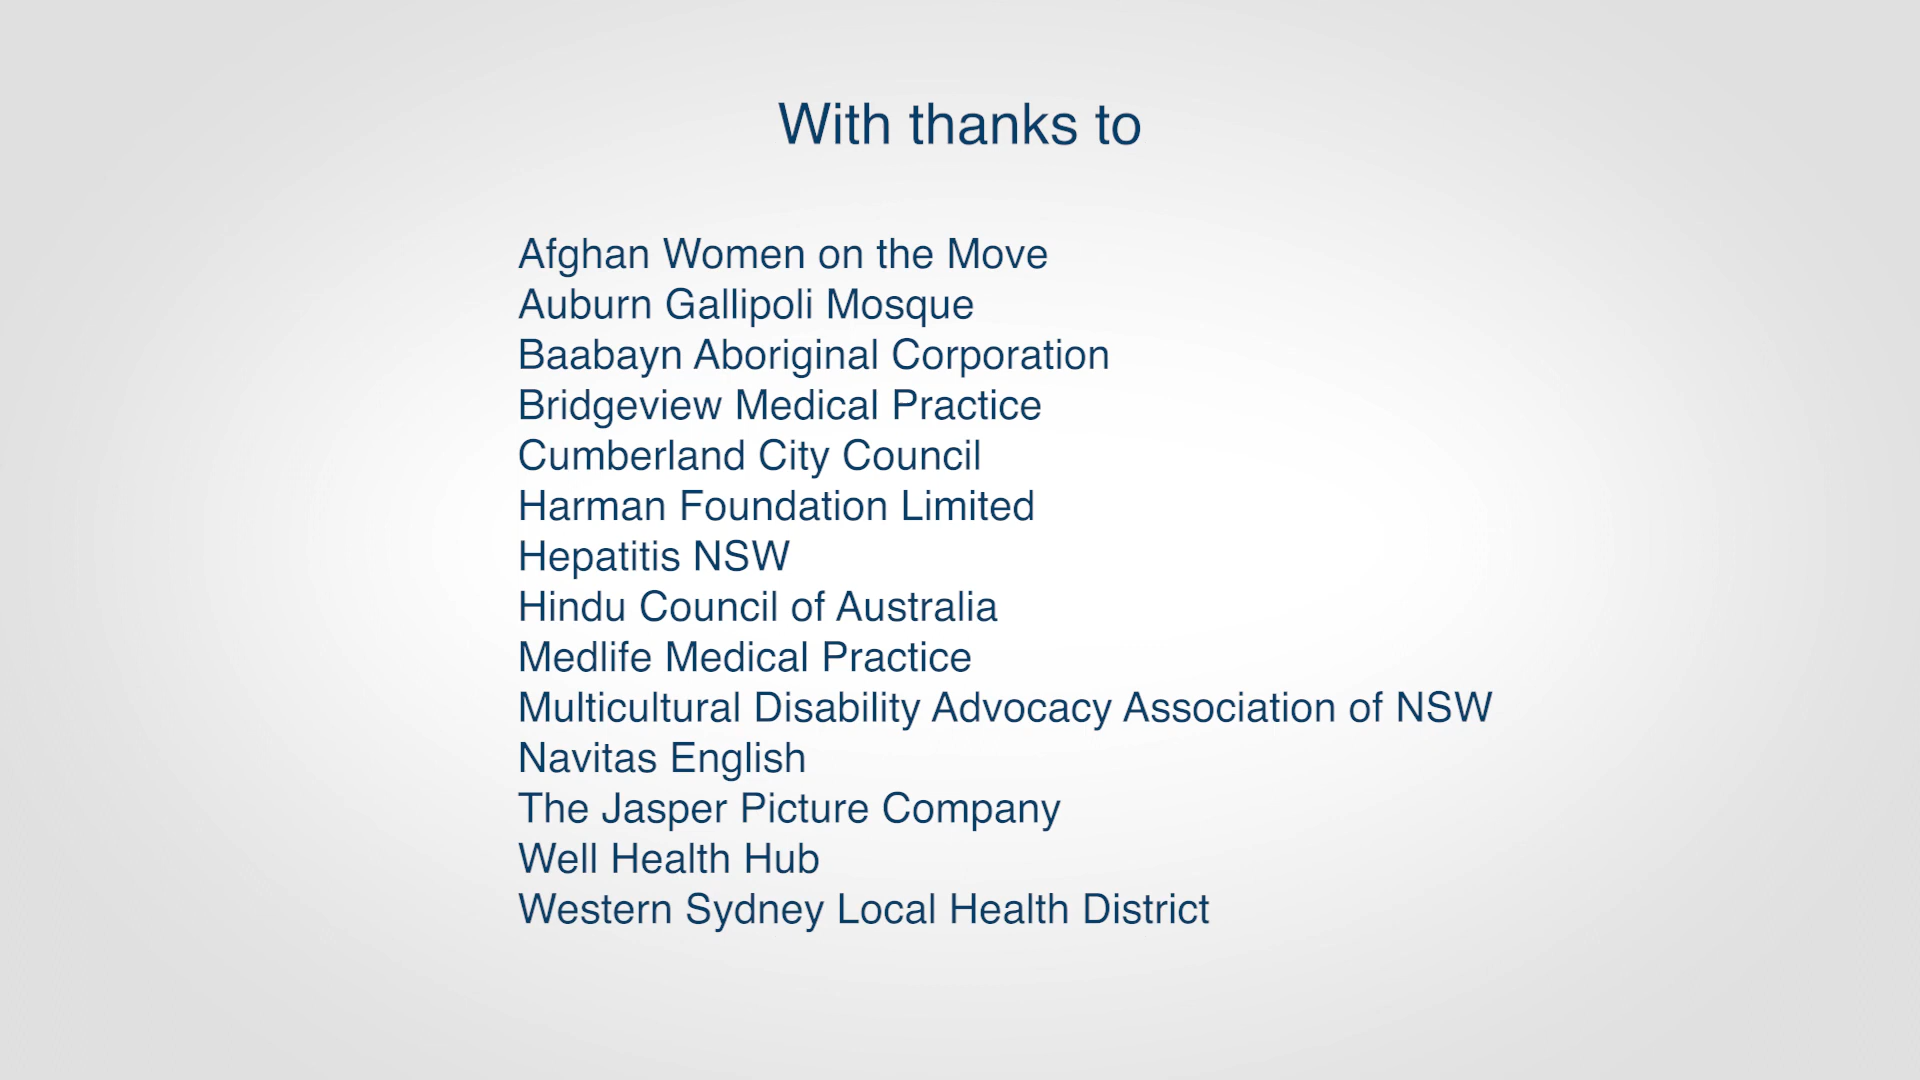 With thanks to
Afghan Women on the Move
Auburn Gallipoli Mosque
Baabayn Aboriginal Corporation
Bridgeview Medical Practice
Cumberland City Council
Harman Foundation Limited
Hepatitis NSW
Hindu Council of Australia
Medlife Medical Practice
Multicultural Disability Advocacy Association of NSW
Navitas English
The Jasper Picture Company
Well Health Hub
Western Sydney Local Health District